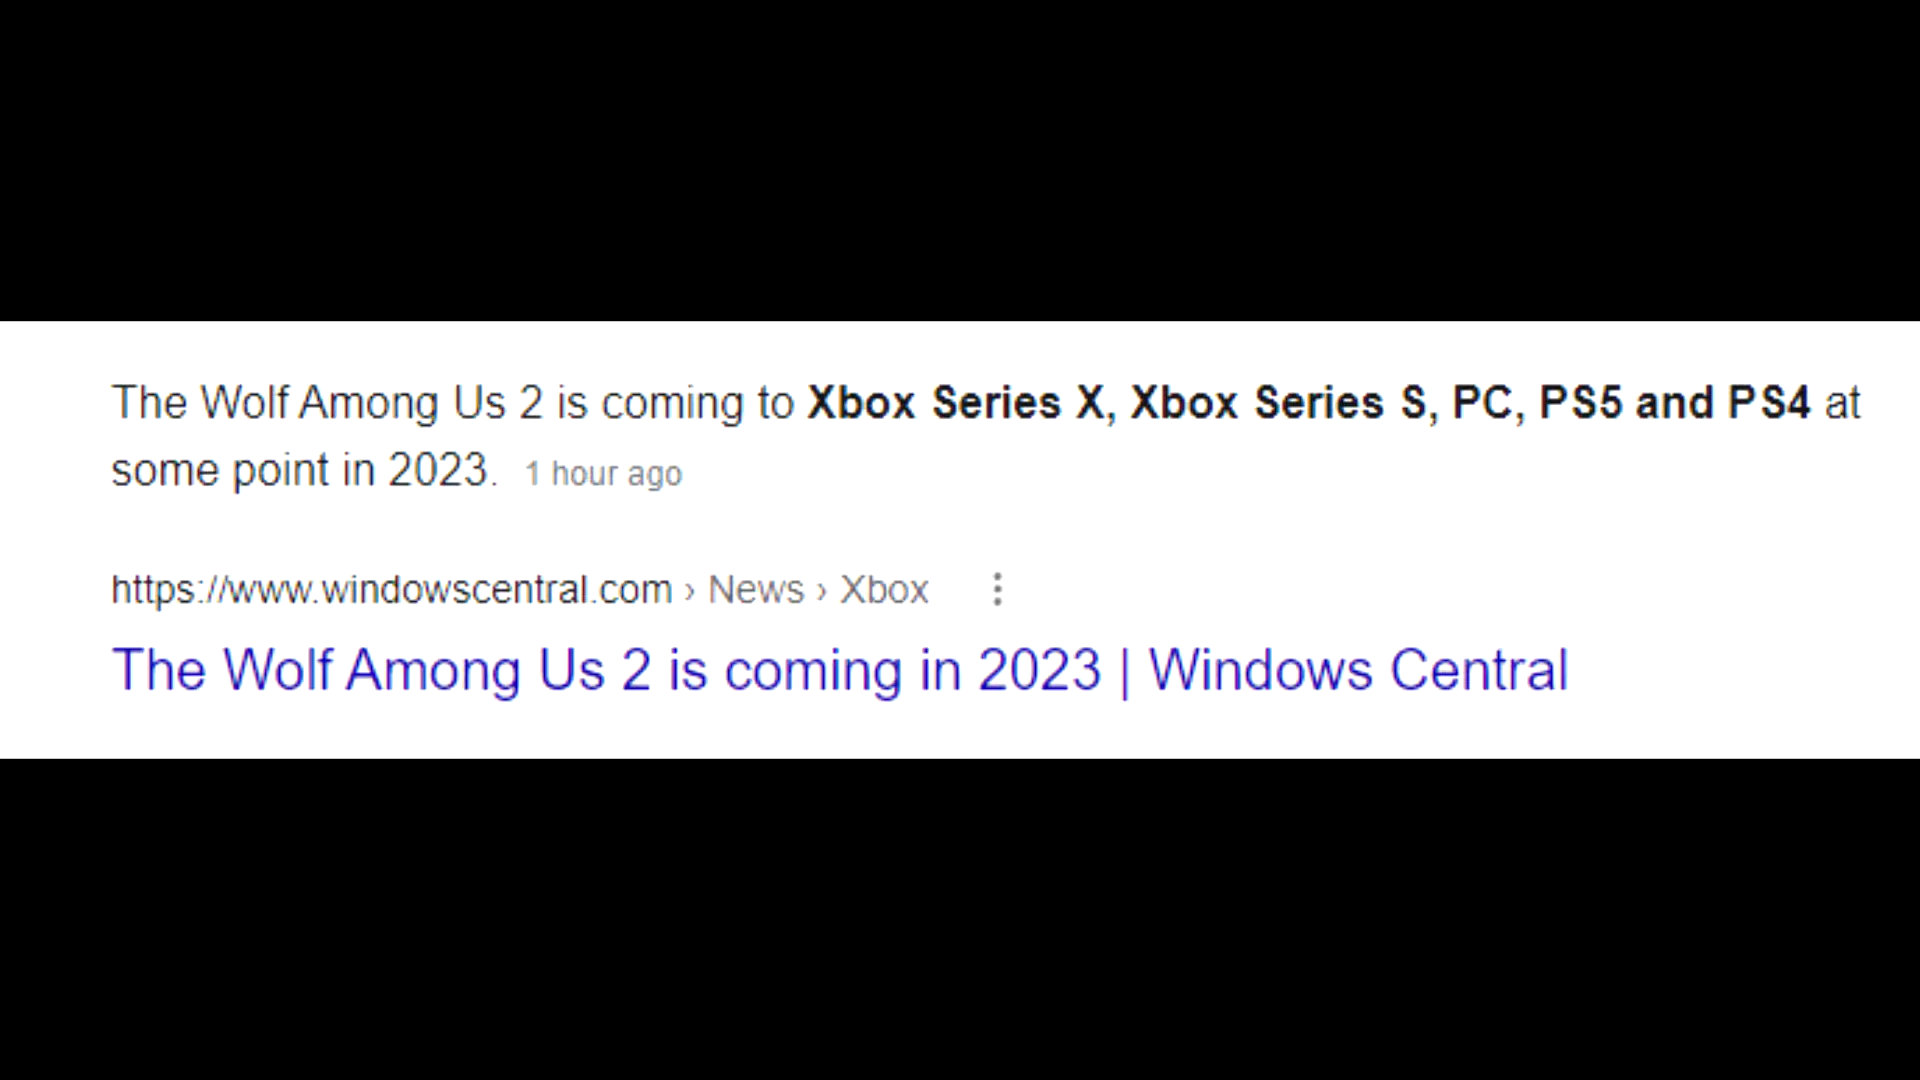 The Wolf Among Us 2 is coming to Xbox Series X, Xbox Series S, PC, PS5 and PS4 at
some point in 2023. 1 hour ago
https://www.windowscentral.com › News › Xbox
The Wolf Among Us 2 is coming in 2023 | Windows Central